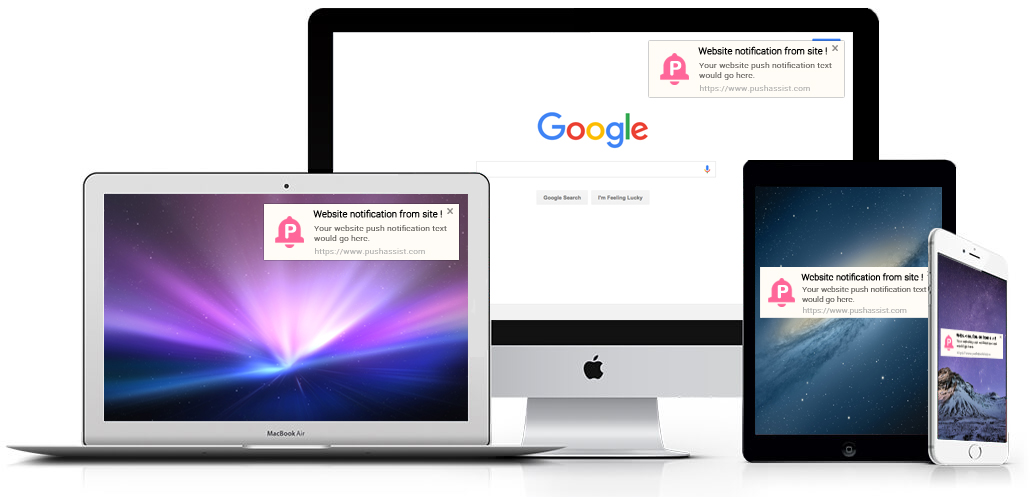 Website notification from site !
Your website push notification text
would go here.
https://www.pushassist.com
Google
Google Search
I'm Feeling Lucky
Website notification from site !
Your website push notification text
would go here.
https://www.pushassist.com
MacBook Air
Website notification from site !
Your website push notification text
would go here.
https://www.pushassist.com